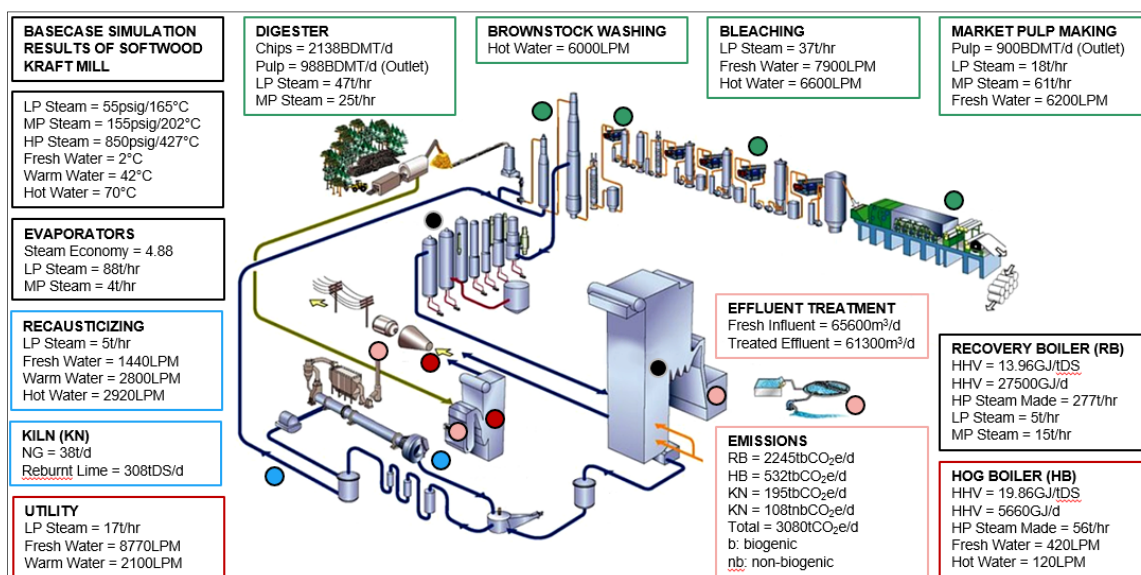 BASECASE SIMULATION
RESULTS OF SOFTWOOD
KRAFT MILL
LP Steam = 55psig/165°C
MP Steam = 155psig/202°C
HP Steam = 850psig/427°C
Fresh Water = 2°C
Warm Water = 42°C
Hot Water = 70°C
EVAPORATORS
Steam Economy = 4.88
LP Steam = 88t/hr
MP Steam = 4t/hr
RECAUSTICIZING
LP Steam = 5t/hr
Fresh Water = 1440LPM
Warm Water = 2800LPM
Hot Water = 2920LPM
KILN (KN)
NG = 38t/d
Reburnt Lime = 308tDS/d
UTILITY
LP Steam = 17t/hr
Fresh Water = 8770LPM
Warm Water = 2100LPM
DIGESTER
Chips = 2138BDMT/d
Pulp = 988BDMT/d (Outlet)
LP Steam = 47t/hr
MP Steam = 25t/hr
BROWNSTOCK WASHING
Hot Water = 6000LPM
BLEACHING
LP Steam = 37t/hr
Fresh Water = 7900LPM
Hot Water = 6600LPM
MARKET PULP MAKING
Pulp = 900BDMT/d (Outlet)
LP Steam = 18t/hr
MP Steam = 61t/hr
Fresh Water = 6200LPM
EFFLUENT TREATMENT
Fresh Influent = 65600m³/d
Treated Effluent = 61300m³/d
EMISSIONS
RB = 2245tbCO₂e/d
HB = 532tbCO₂e/d
KN = 195tbCO₂e/d
KN = 108tnbCO₂e/d
Total = 3080tCO₂e/d
b: biogenic
nb: non-biogenic
RECOVERY BOILER (RB)
HHV = 13.96GJ/tDS
HHV = 27500GJ/d
HP Steam Made = 277t/hr
LP Steam = 5t/hr
MP Steam = 15t/hr
HOG BOILER (HB)
HHV = 19.86GJ/tDS
HHV = 5660GJ/d
HP Steam Made = 56t/hr
Fresh Water = 420LPM
Hot Water = 120LPM